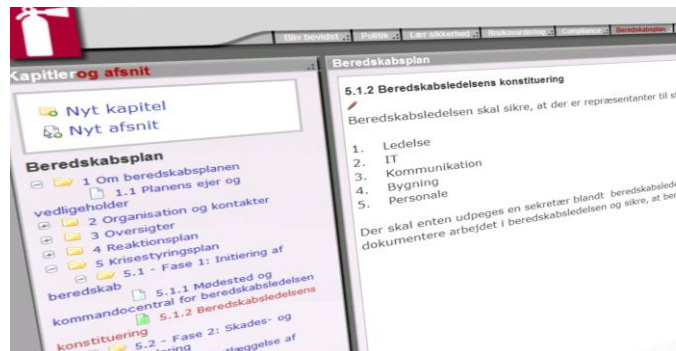 Bliv bevidst
Politik
Lær sikkerhed
Risikovurdering
Compliance
Beredskabsplan
Kapitler og afsnit
Nyt kapitel
Nyt afsnit
Beredskabsplan
1 Om beredskabsplanen
1.1 Planens ejer og
vedligeholder
2 Organisation og kontakter
3 Oversigter
4 Reaktionsplan
5 Krisestyringsplan
5.1 - Fase 1: Initiering af
beredskab
5.1.1 Mødested og
kommandocentral for beredskabsledelsen
5.1.2 Beredskabsledelsens
konstituering
5.2 - Fase 2: Skades- og
af
Beredskabsplan
5.1.2 Beredskabsledelsens konstituering
Beredskabsledelsen skal sikre, at der er repræsentanter til
1. Ledelse
2. IT
3. Kommunikation
4. Bygning
5. Personale
Der skal enten udpeges en sekretær blandt
dokumentere arbejdet i beredskabsledelsen og sikre, at